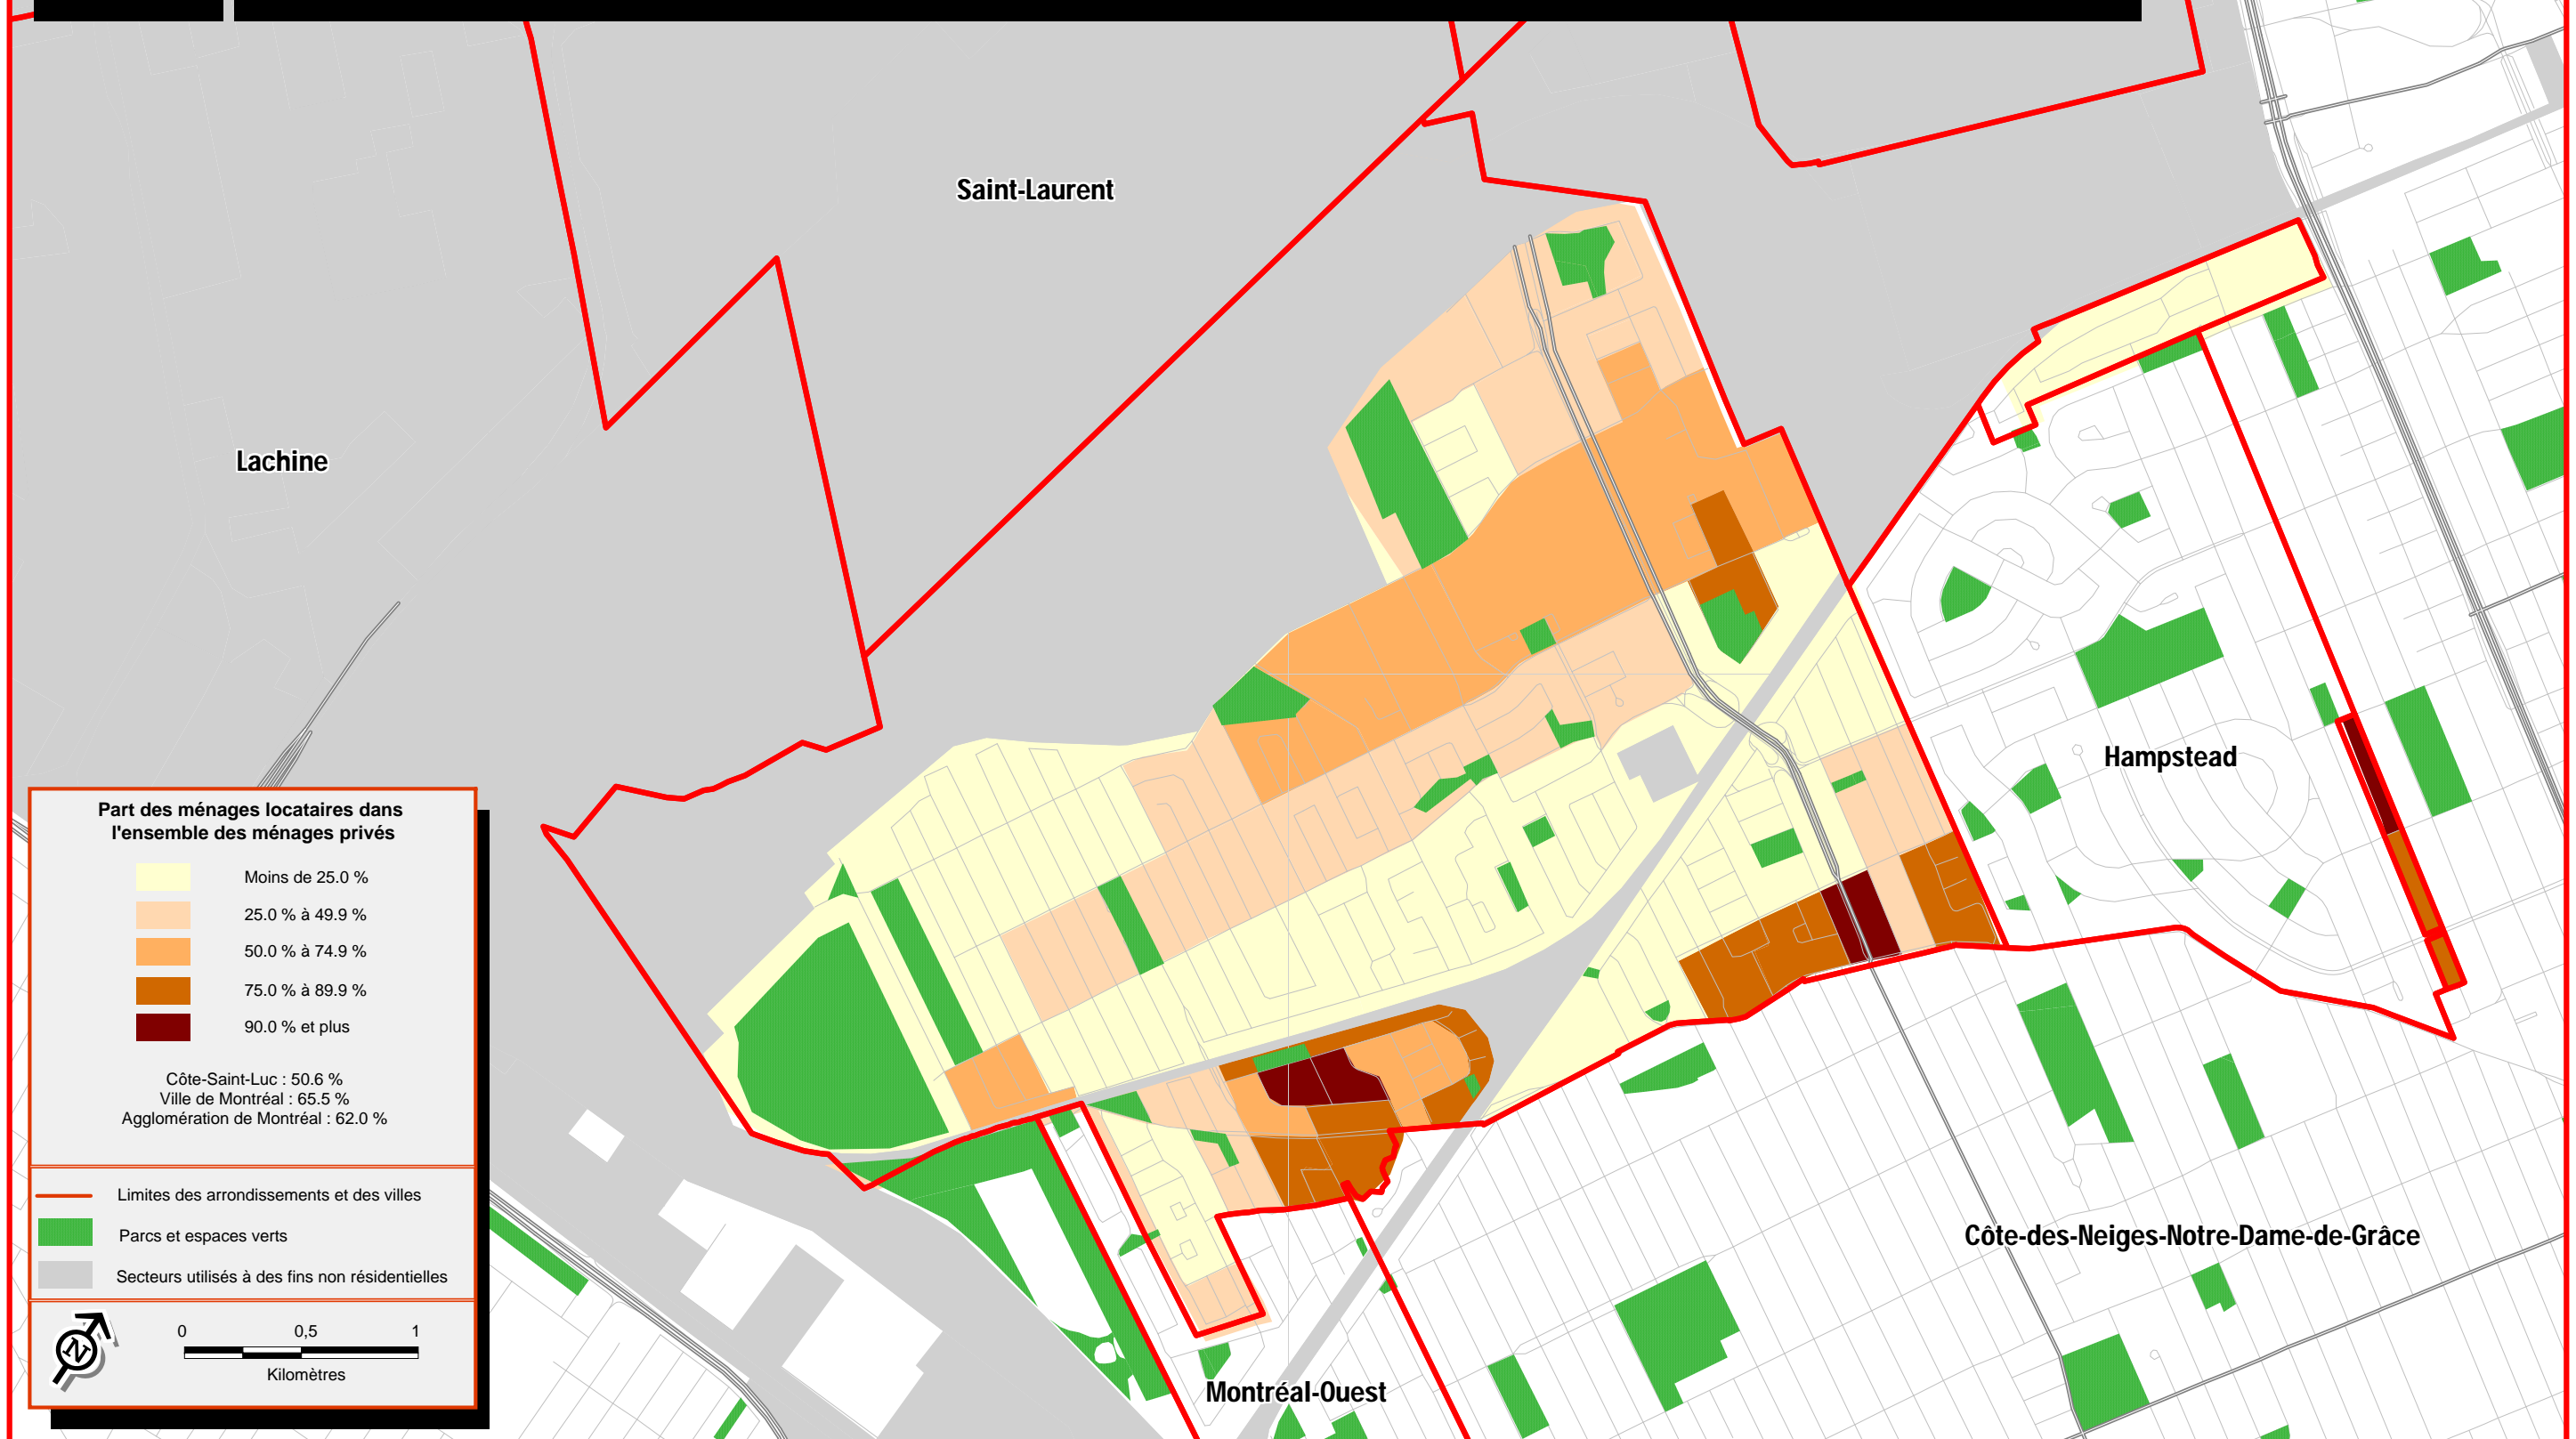 Saint-Laurent
Lachine
Hampstead
Côte-des-Neiges-Notre-Dame-de-Grâce
Montréal-Ouest
Part des ménages locataires dans
l'ensemble des ménages privés
Moins de 25.0 %
25.0 % à 49.9 %
50.0 % à 74.9 %
75.0 % à 89.9 %
90.0 % et plus
Côte-Saint-Luc : 50.6 %
Ville de Montréal : 65.5 %
Agglomération de Montréal : 62.0 %
Limites des arrondissements et des villes
Parcs et espaces verts
Secteurs utilisés à des fins non résidentielles
N
0 0,5 1
Kilomètres